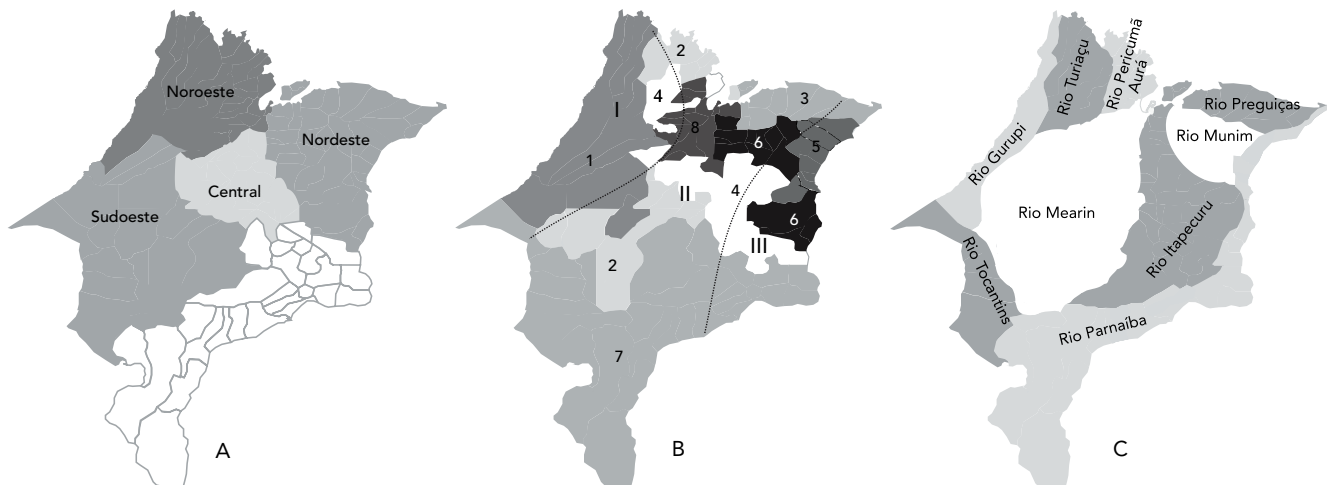 Noroeste
Nordeste
Central
Sudoeste
A
I
2
4
3
8
6
5
1
II
4
6
III
2
7
B
Rio Gurupi
Rio Turiaçu
Rio Pericumã
Aurá
Rio Preguiças
Rio Munim
Rio Mearin
Rio Itapecuru
Rio Tocantins
Rio Parnaíba
C